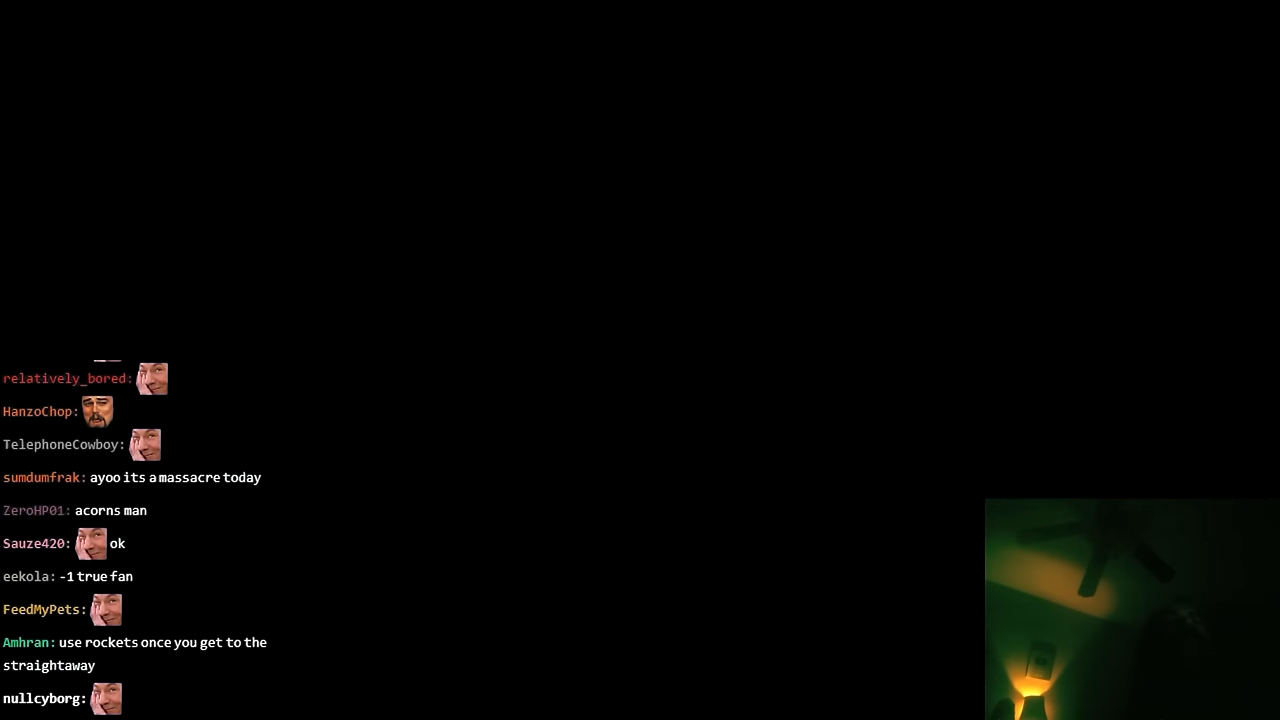 relatively_bored:
HanzoChop:
TelephoneCowboy:
sumdumfrak: ayoo its a massacre today
ZeroHP01: acorns man
Sauze420: ok
eekola: -1 true fan
FeedMyPets:
Amhran: use rockets once you get to the
straightaway
nullcyborg: